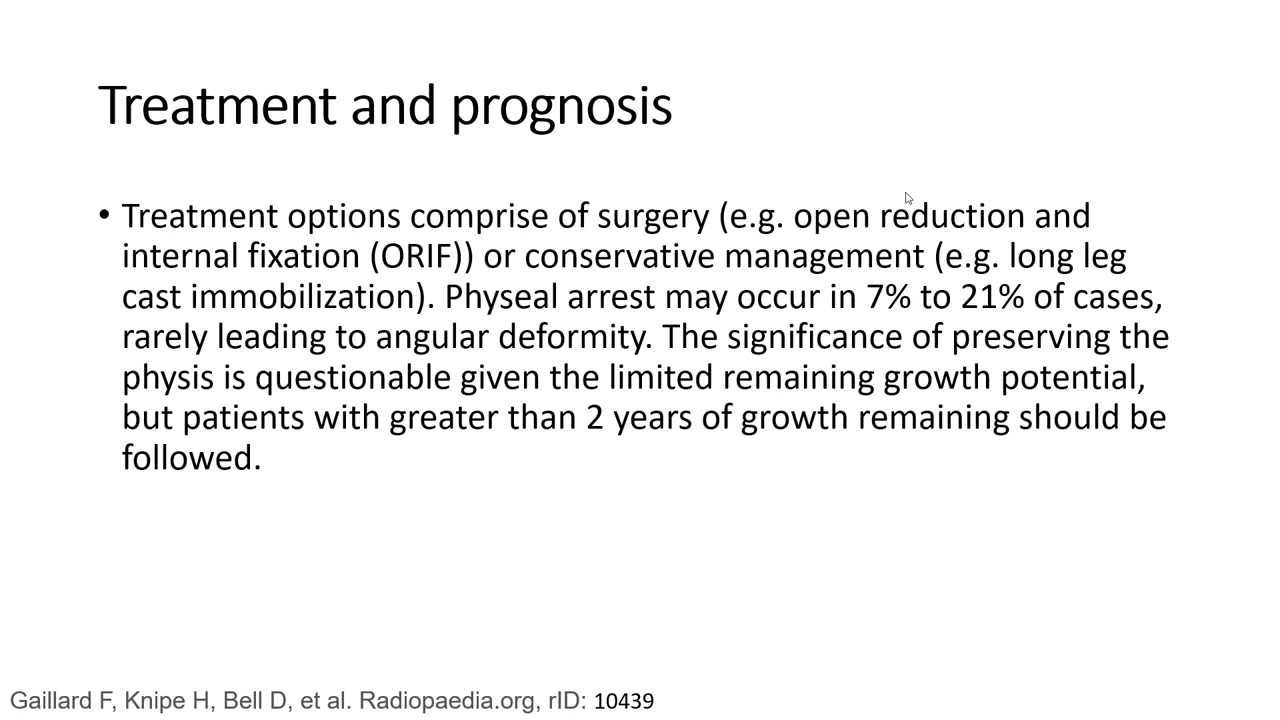 Treatment and prognosis
• Treatment options comprise of surgery (e.g. open reduction and
internal fixation (ORIF)) or conservative management (e.g. long leg
cast immobilization). Physeal arrest may occur in 7% to 21% of cases,
rarely leading to angular deformity. The significance of preserving the
physis is questionable given the limited remaining growth potential,
but patients with greater than 2 years of growth remaining should be
followed.
Gaillard F, Knipe H, Bell D, et al. Radiopaedia.org, rID: 10439